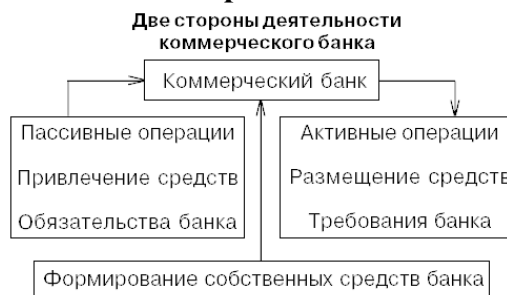 Две стороны деятельности
коммерческого банка
Коммерческий банк
Пассивные операции
Привлечение средств
Обязательства банка
Активные операции
Размещение средств
Требования банка
Формирование собственных средств банка